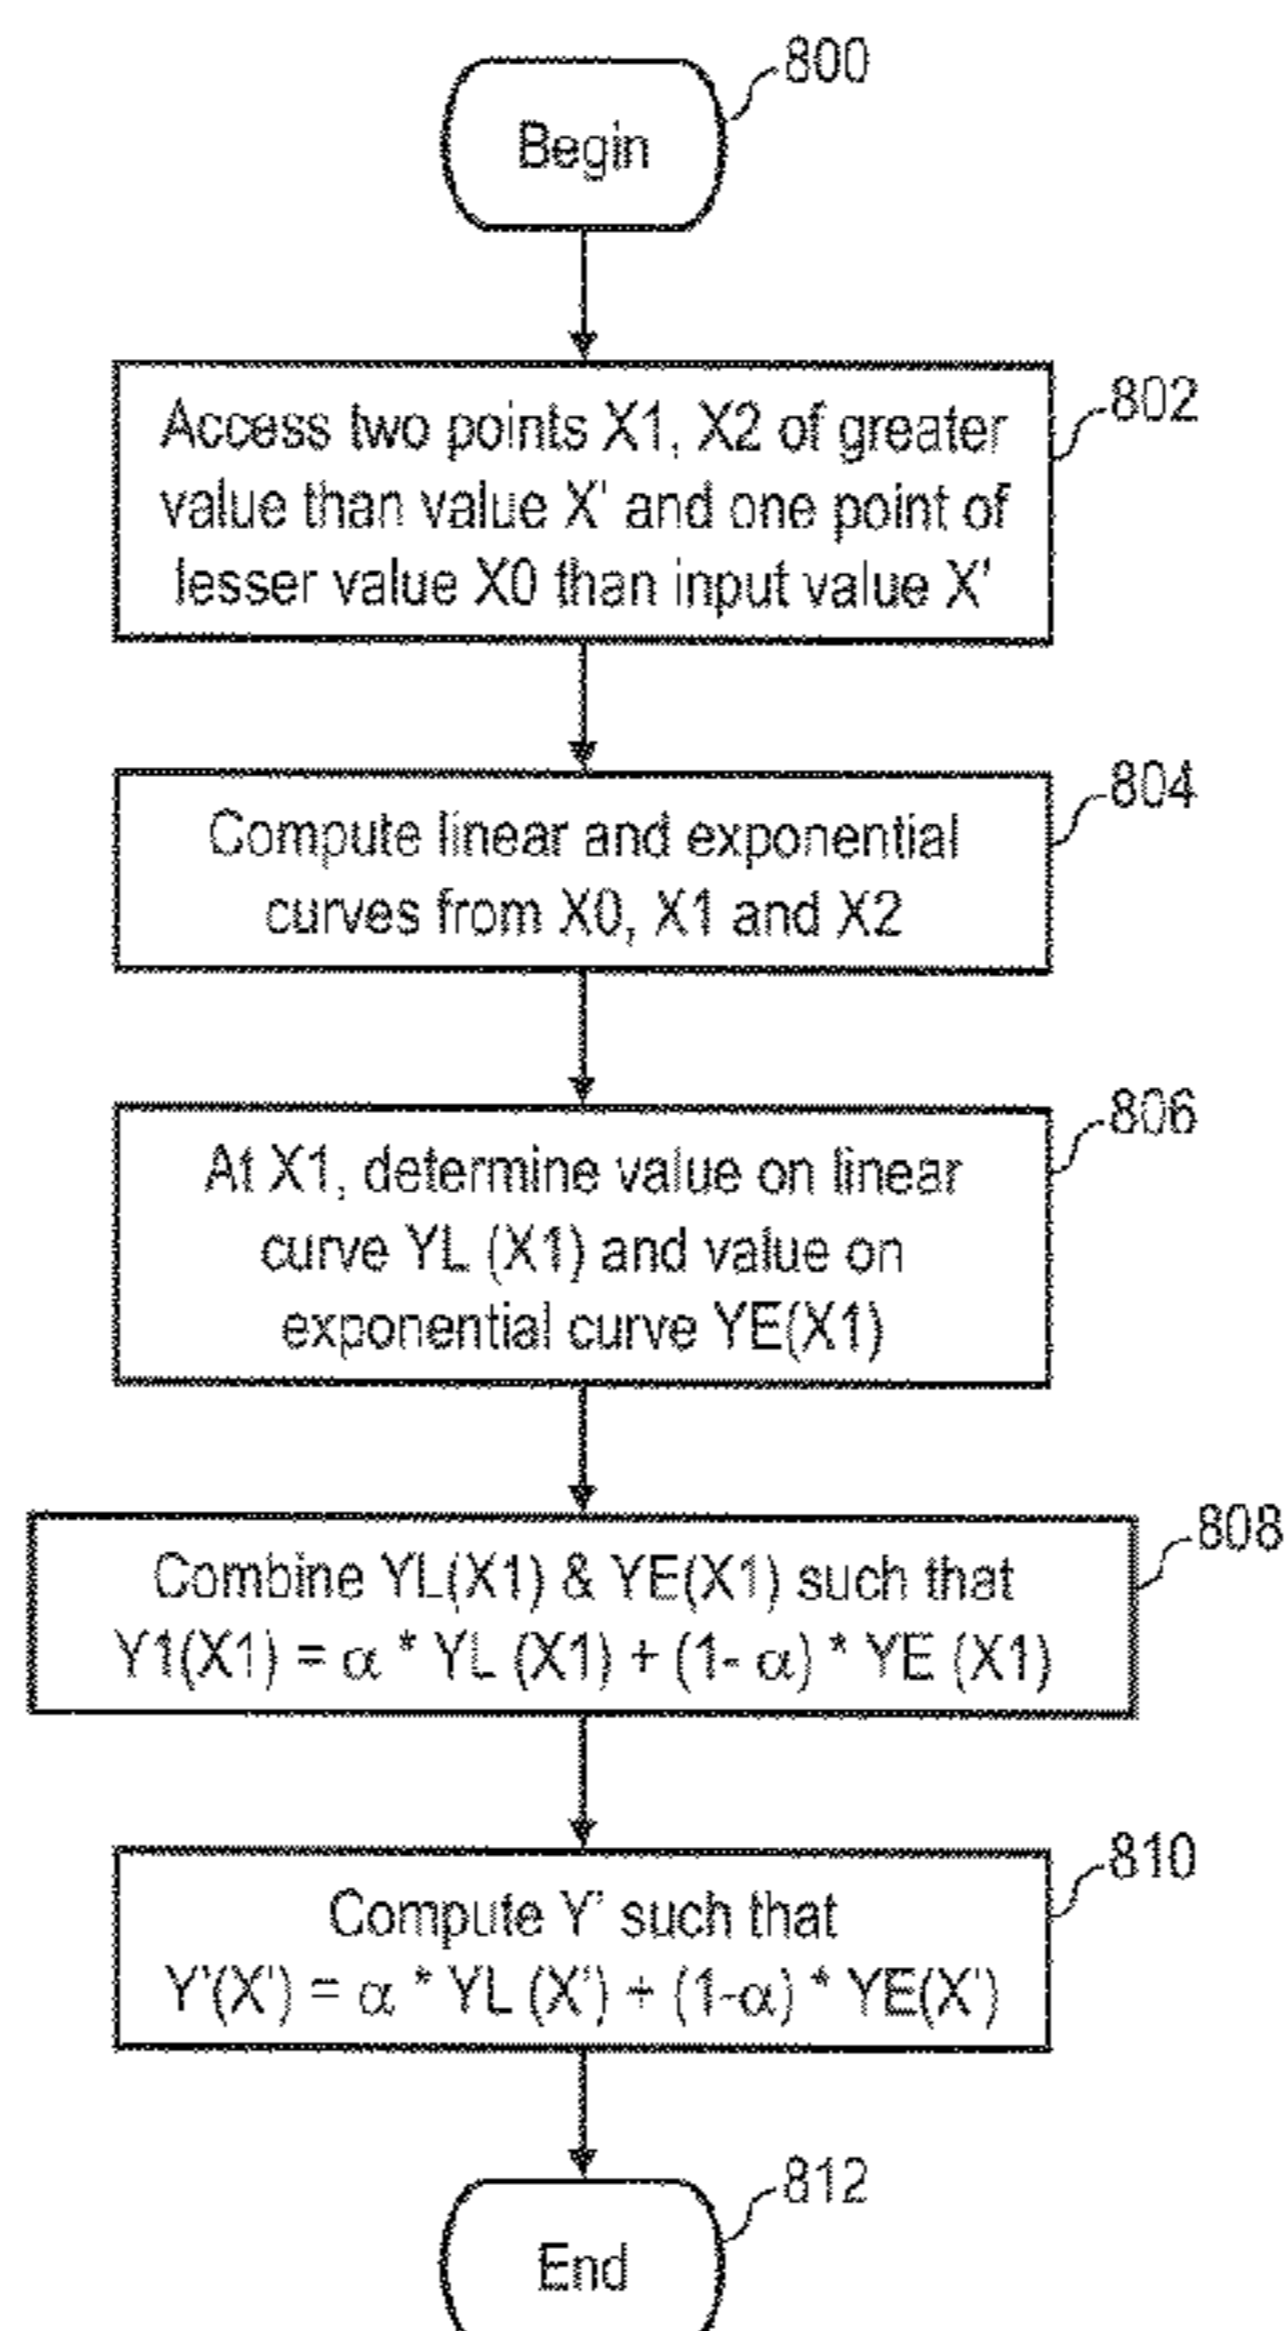 800
Begin
802
Access two points X1, X2 of greater
value than value X' and one point of
lesser value X0 than input value X'
804
Compute linear and exponential
curves from X0, X1 and X2
806
At X1, determine value on linear
curve YL (X1) and value on
exponential curve YE(X1)
808
Combine YL(X1) & YE(X1) such that
Y1(X1) = α * YL (X1) + (1- α) * YE (X1)
810
Compute Y' such that
Y'(X') = α * YL (X') + (1-α) * YE(X')
812
End